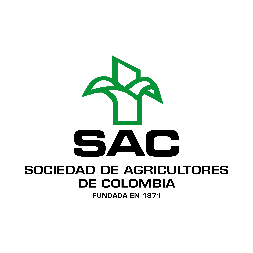 SAC
SOCIEDAD DE AGRICULTORES
DE COLOMBIA
FUNDADA EN 1871